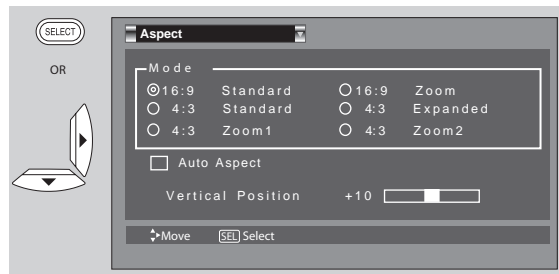 SELECT
OR
Aspect
Mode
16:9 Standard 16:9 Zoom
4:3 Standard 4:3 Expanded
4:3 Zoom1 4:3 Zoom2
Auto Aspect
Vertical Position +10
Move SEL Select